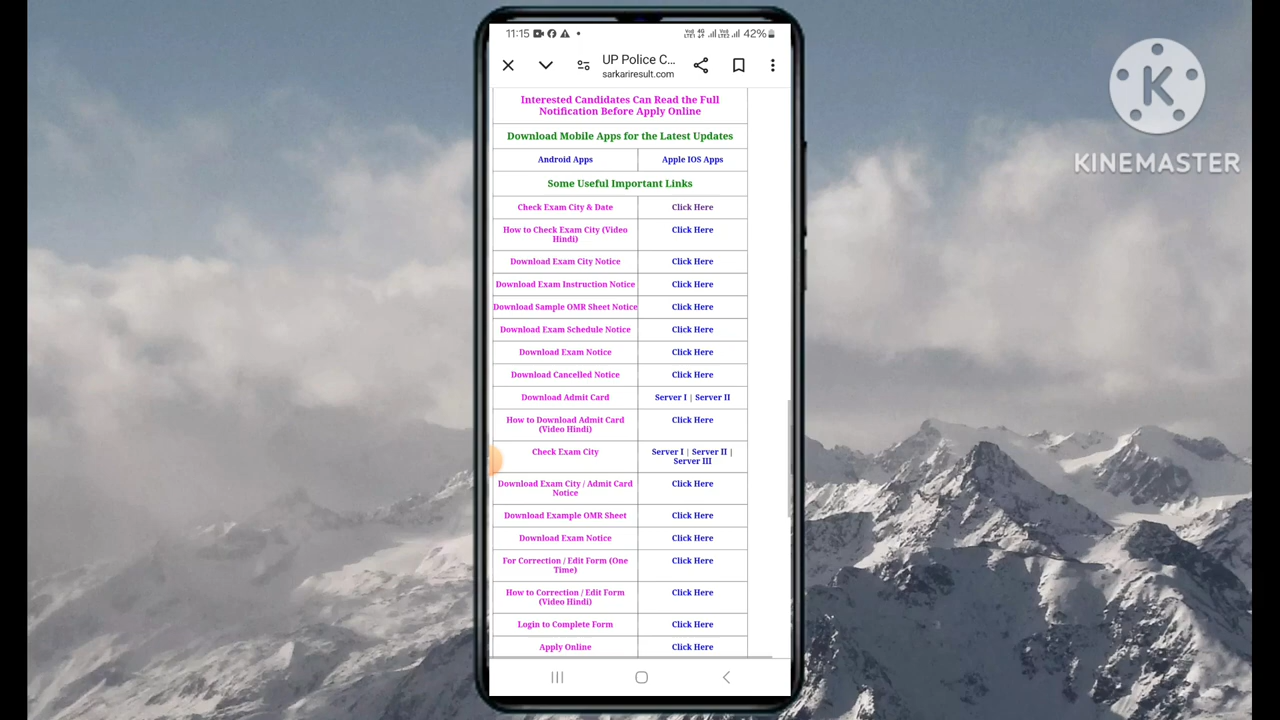 11:15 42%
UP Police C...
sarkariresult.com
KINEMASTER
Interested Candidates Can Read the Full
Notification Before Apply Online
Download Mobile Apps for the Latest Updates
Android Apps Apple IOS Apps
Some Useful Important Links
Check Exam City & Date Click Here
How to Check Exam City (Video
Hindi) Click Here
Download Exam City Notice Click Here
Download Exam Instruction Notice Click Here
Download Sample OMR Sheet Notice Click Here
Download Exam Schedule Notice Click Here
Download Exam Notice Click Here
Download Cancelled Notice Click Here
Download Admit Card Server I | Server II
How to Download Admit Card
(Video Hindi) Click Here
Check Exam City Server I | Server II |
Server III
Download Exam City / Admit Card
Notice Click Here
Download Example OMR Sheet Click Here
Download Exam Notice Click Here
For Correction / Edit Form (One
Time) Click Here
How to Correction / Edit Form
(Video Hindi) Click Here
Login to Complete Form Click Here
Apply Online Click Here